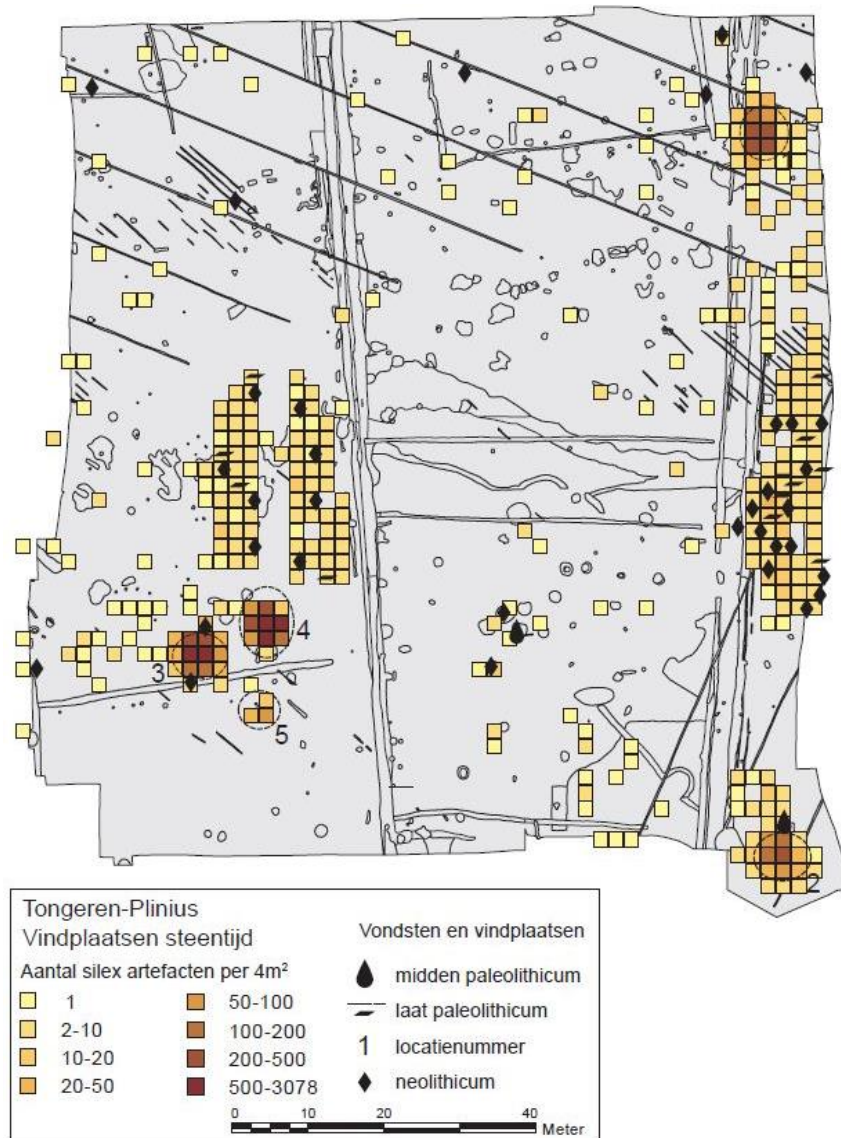 4
3
5
2
Tongeren-Plinius
Vindplaatsen steentijd
Aantal silex artefacten per 4m²
1
2-10
10-20
20-50
50-100
100-200
200-500
500-3078
Vondsten en vindplaatsen
midden paleolithicum
laat paleolithicum
1 locatienummer
neolithicum
0 10 20 40
Meter